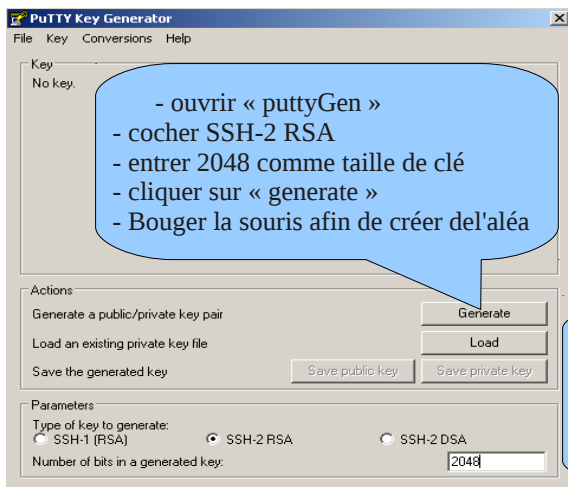 PuTTY Key Generator
File Key Conversions Help
Key
No key.
- ouvrir « puttyGen »
- cocher SSH-2 RSA
- entrer 2048 comme taille de clé
- cliquer sur « generate »
- Bouger la souris afin de créer del'aléa
Actions
Generate a public/private key pair
Generate
Load an existing private key file
Load
Save the generated key
Save public key
Save private key
Parameters
Type of key to generate:
SSH-1 (RSA)
SSH-2 RSA
SSH-2 DSA
Number of bits in a generated key:
2048